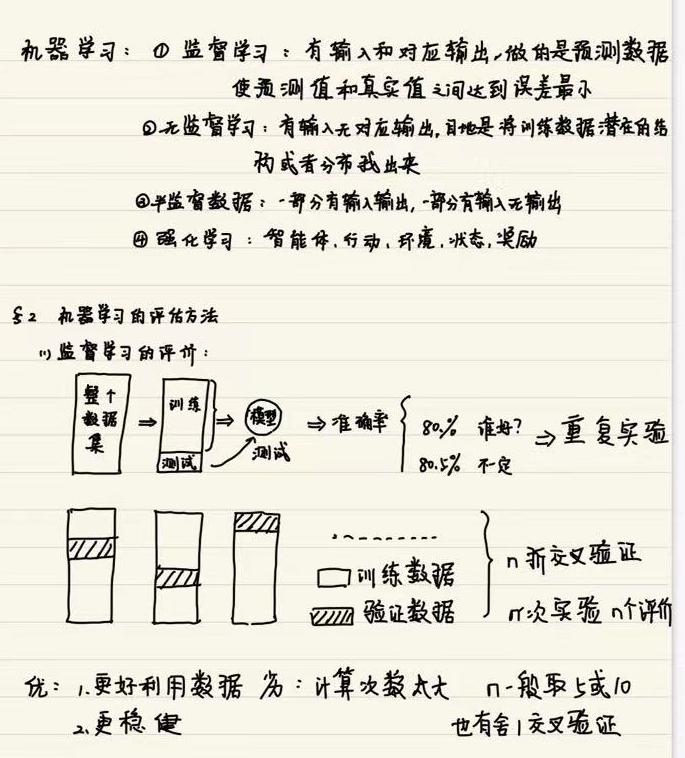 机器学习：① 监督学习：有输入和对应输出，做的是预测数据
使预测值和真实值之间达到误差最小
②无监督学习：有输入无对应输出，目地是将训练数据潜在的结
构或者分布找出来
③半监督数据：一部分有输入输出，一部分有输入无输出
④ 强化学习：智能体、行动、环境、状态、奖励
§2 机器学习的评估方法
(1) 监督学习的评价：
整个数据集 ⇒ 训练 测试 ⇒ 模型 测试 ⇒ 准确率 { 80% 谁好? ⇒ 重复实验
80.5% 不定
训练数据
n折交叉验证
验证数据
n次实验 n个评价
优：1.更好利用数据 劣：计算次数太大 n一般取5或10
2.更稳健 也有舍1交叉验证